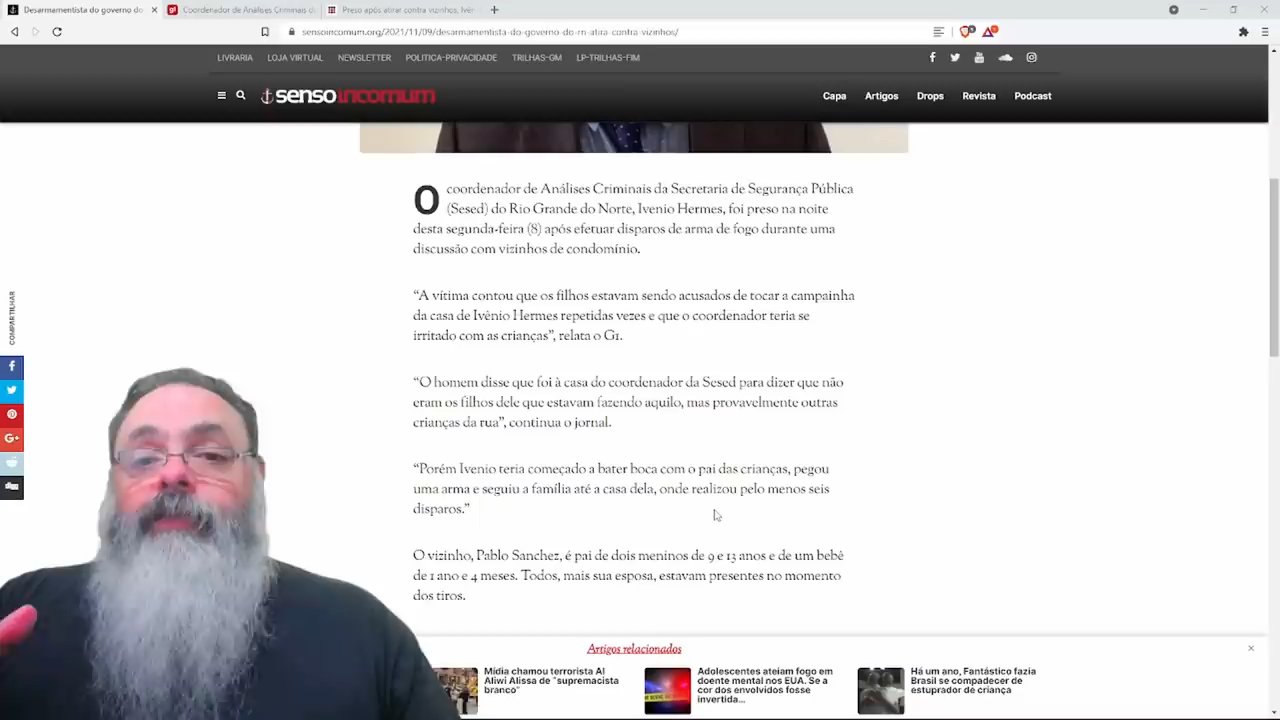 Desarmamentista do governo do
Coordenador de Análises Criminais d
Preso após atirar contra vizinhos, Ivêr
sensoincomum.org/2021/11/09/desarmamentista-do-governo-do-rn-atira-contra-vizinhos/
LIVRARIA LOJA VIRTUAL NEWSLETTER POLITICA-PRIVACIDADE TRILHAS-GM LP-TRILHAS-FIM
sensoincomum
Capa Artigos Drops Revista Podcast
O coordenador de Análises Criminais da Secretaria de Segurança Pública
(Sesed) do Rio Grande do Norte, Ivenio Hermes, foi preso na noite
desta segunda-feira (8) após efetuar disparos de arma de fogo durante uma
discussão com vizinhos de condomínio.
“A vítima contou que os filhos estavam sendo acusados de tocar a campainha
da casa de Ivênio Hermes repetidas vezes e que o coordenador teria se
irritado com as crianças”, relata o G1.
“O homem disse que foi à casa do coordenador da Sesed para dizer que não
eram os filhos dele que estavam fazendo aquilo, mas provavelmente outras
crianças da rua”, continua o jornal.
“Porém Ivenio teria começado a bater boca com o pai das crianças, pegou
uma arma e seguiu a família até a casa dela, onde realizou pelo menos seis
disparos.”
O vizinho, Pablo Sanchez, é pai de dois meninos de 9 e 13 anos e de um bebê
de 1 ano e 4 meses. Todos, mais sua esposa, estavam presentes no momento
dos tiros.
COMPARTILHAR
Artigos relacionados
Mídia chamou terrorista Al
Aliwi Alissa de "supremacista
branco"
Adolescentes ateiam fogo em
doente mental nos EUA. Se a
cor dos envolvidos fosse
invertida...
Há um ano, Fantástico fazia
Brasil se compadecer de
estuprador de criança